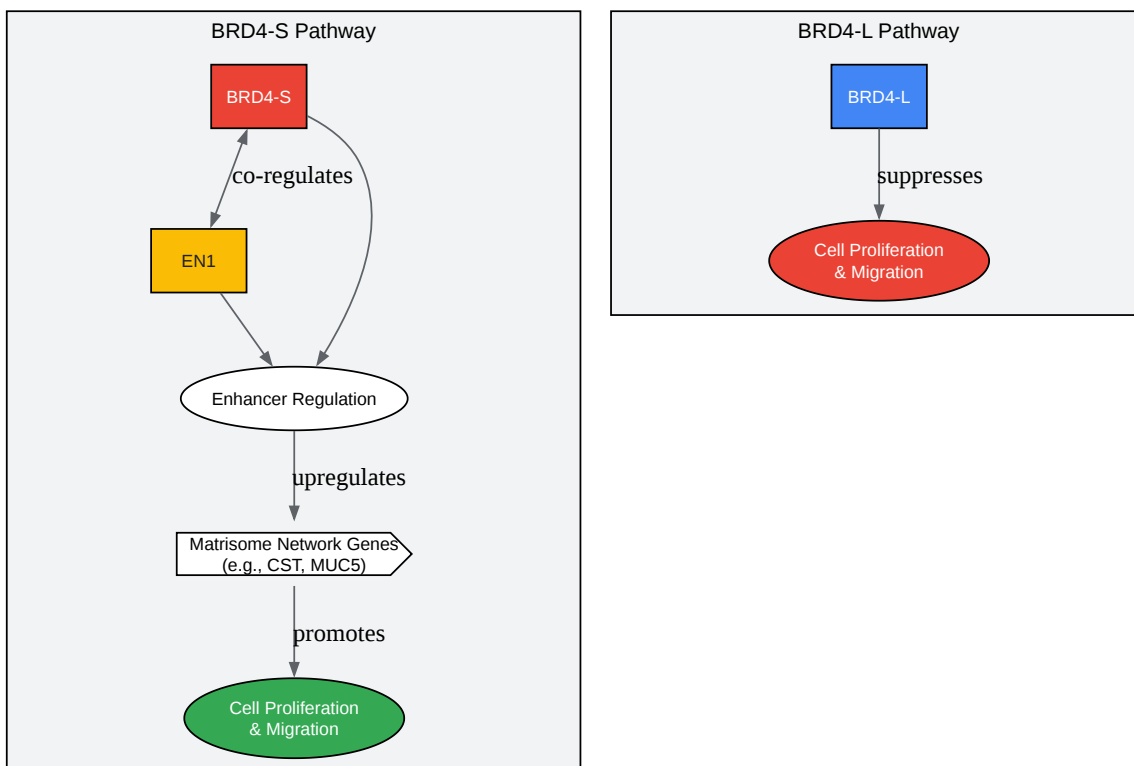 BRD4-S Pathway
BRD4-S
co-regulates
EN1
Enhancer Regulation
upregulates
Matrisome Network Genes
(e.g., CST, MUC5)
promotes
Cell Proliferation
& Migration
BRD4-L Pathway
BRD4-L
suppresses
Cell Proliferation
& Migration